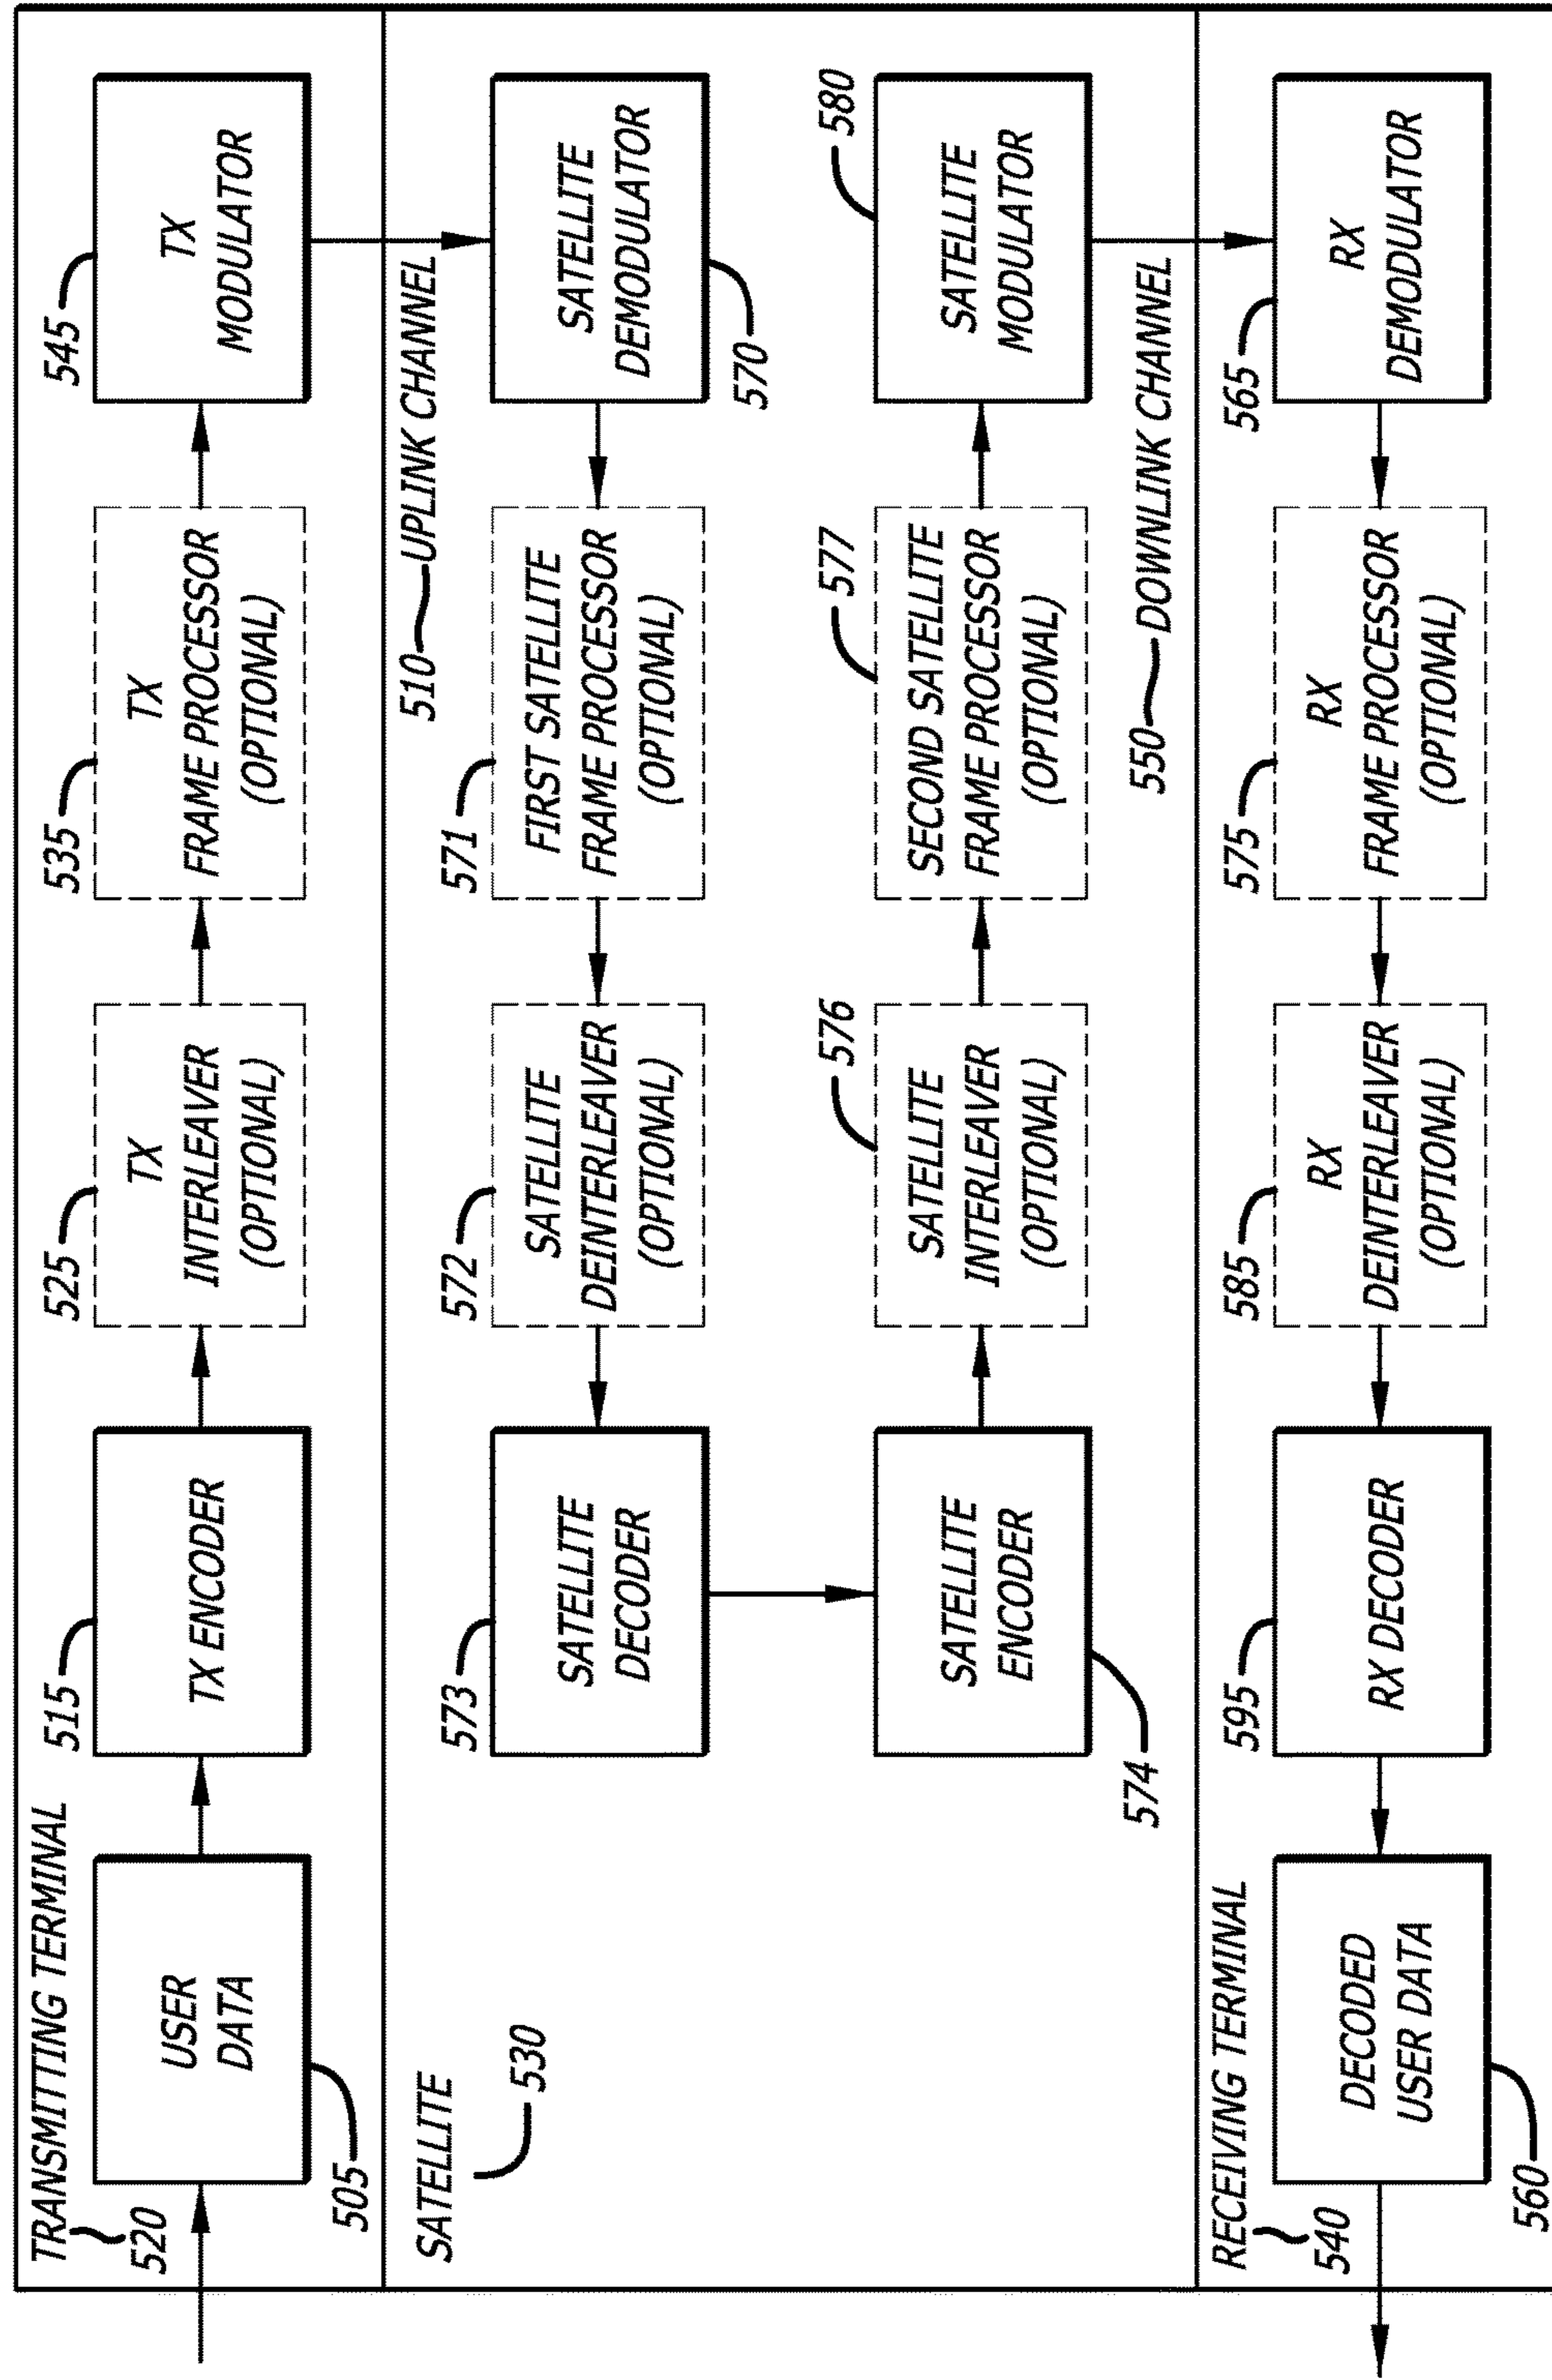 TRANSMITTING TERMINAL
520
USER
DATA
505
515
TX ENCODER
525
TX
INTERLEAVER
(OPTIONAL)
535
TX
FRAME PROCESSOR
(OPTIONAL)
545
TX
MODULATOR
SATELLITE
530
510
UPLINK CHANNEL
573
SATELLITE
DECODER
572
SATELLITE
DEINTERLEAVER
(OPTIONAL)
571
FIRST SATELLITE
FRAME PROCESSOR
(OPTIONAL)
SATELLITE
DEMODULATOR
570
SATELLITE
ENCODER
574
576
SATELLITE
INTERLEAVER
(OPTIONAL)
577
SECOND SATELLITE
FRAME PROCESSOR
(OPTIONAL)
580
SATELLITE
MODULATOR
550
DOWNLINK CHANNEL
RECEIVING TERMINAL
540
DECODED
USER DATA
560
595
RX DECODER
585
RX
DEINTERLEAVER
(OPTIONAL)
575
RX
FRAME PROCESSOR
(OPTIONAL)
565
RX
DEMODULATOR